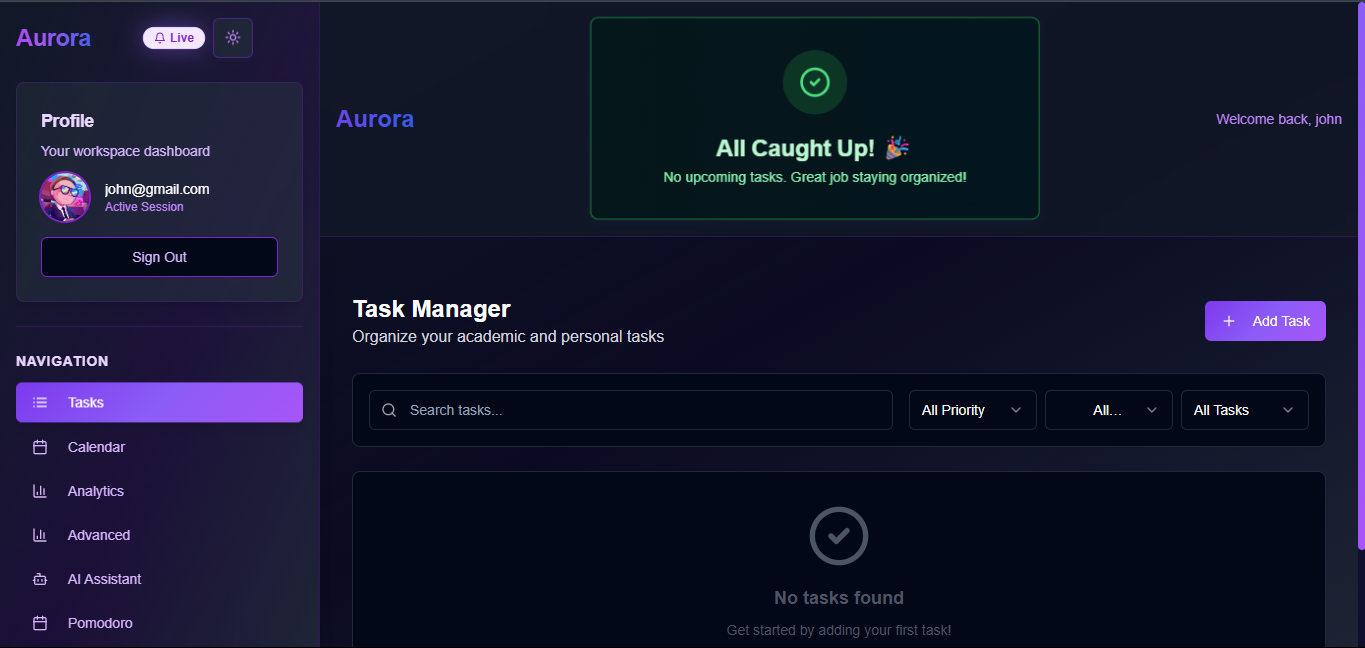 Aurora
Live
Profile
Your workspace dashboard
john@gmail.com
Active Session
Sign Out
NAVIGATION
Tasks
Calendar
Analytics
Advanced
AI Assistant
Pomodoro
Aurora
All Caught Up! 🎉
No upcoming tasks. Great job staying organized!
Welcome back, john
Task Manager
Organize your academic and personal tasks
Add Task
Search tasks...
All Priority
All...
All Tasks
No tasks found
Get started by adding your first task!